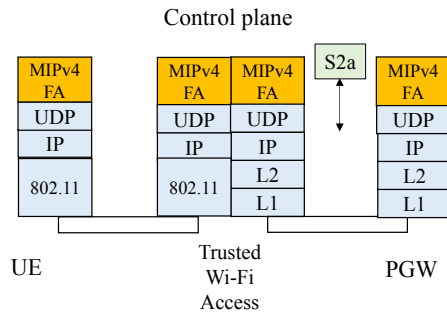 Control plane
S2a
MIPv4
FA
UDP
IP
802.11
MIPv4
FA
UDP
IP
802.11
MIPv4
FA
UDP
IP
L2
L1
MIPv4
FA
UDP
IP
L2
L1
UE
Trusted
Wi-Fi
Access
PGW